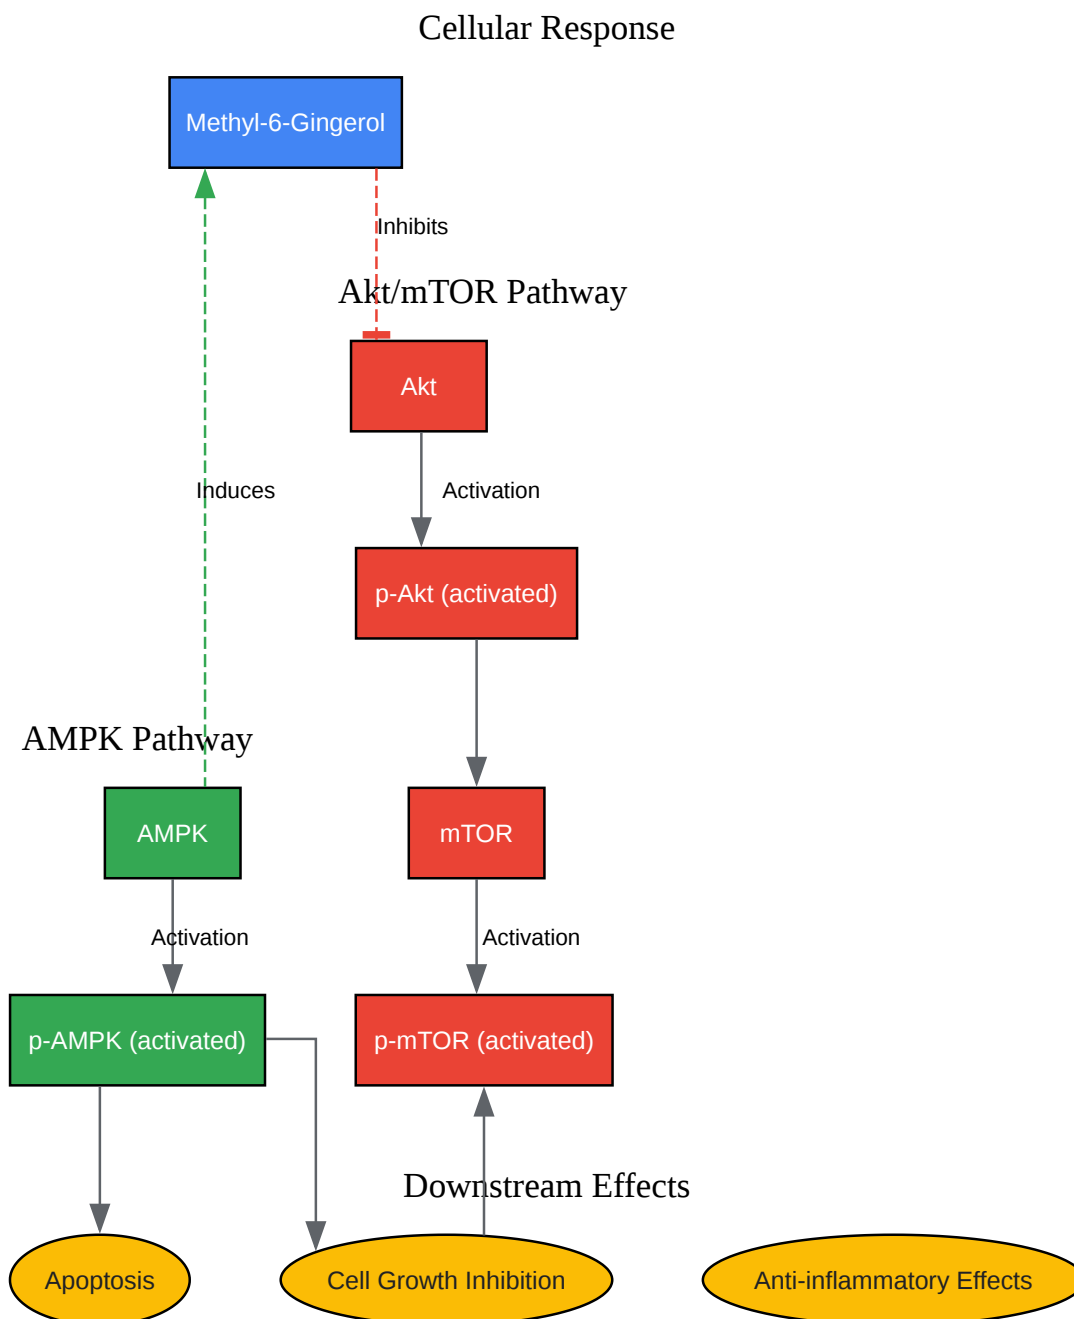 Cellular Response
Methyl-6-Gingerol
Inhibits
Akt/mTOR Pathway
Akt
Induces
Activation
p-Akt (activated)
AMPK Pathway
AMPK
mTOR
Activation
Activation
p-AMPK (activated)
p-mTOR (activated)
Downstream Effects
Apoptosis
Cell Growth Inhibition
Anti-inflammatory Effects